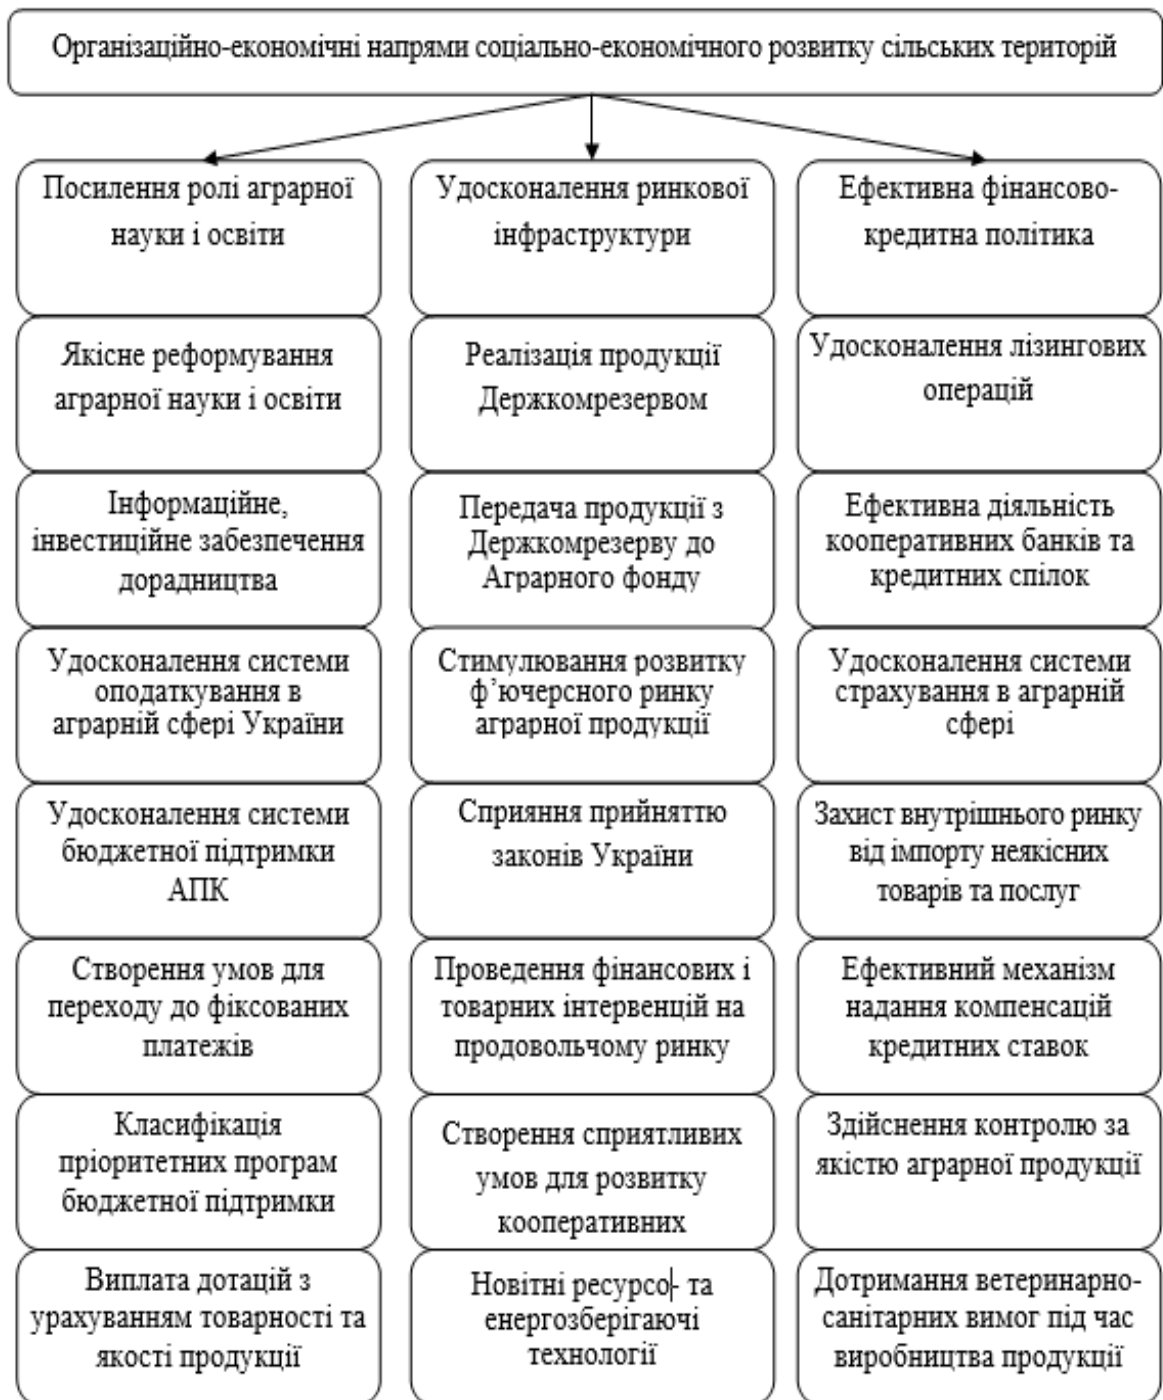 Організаційно-економічні напрями соціально-економічного розвитку сільських територій
Посилення ролі аграрної
науки і освіти
Якісне реформування
аграрної науки і освіти
Інформаційне,
інвестиційне забезпечення
дорадництва
Удосконалення системи
оподаткування в
аграрній сфері України
Удосконалення системи
бюджетної підтримки
АПК
Створення умов для
переходу до фіксованих
платежів
Класифікація
пріоритетних програм
бюджетної підтримки
Виплата дотацій з
урахуванням товарності та
якості продукції
Удосконалення ринкової
інфраструктури
Реалізація продукції
Держкомрезервом
Передача продукції з
Держкомрезерву до
Аграрного фонду
Стимулювання розвитку
ф’ючерсного ринку
аграрної продукції
Сприяння прийняттю
законів України
Проведення фінансових і
товарних інтервенцій на
продовольчому ринку
Створення сприятливих
умов для розвитку
кооперативних
Новітні ресурсо- та
енергозберігаючі
технології
Ефективна фінансово-
кредитна політика
Удосконалення лізингових
операцій
Ефективна діяльність
кооперативних банків та
кредитних спілок
Удосконалення системи
страхування в аграрній
сфері
Захист внутрішнього ринку
від імпорту неякісних
товарів та послуг
Ефективний механізм
надання компенсацій
кредитних ставок
Здійснення контролю за
якістю аграрної продукції
Дотримання ветеринарно-
санітарних вимог під час
виробництва продукції